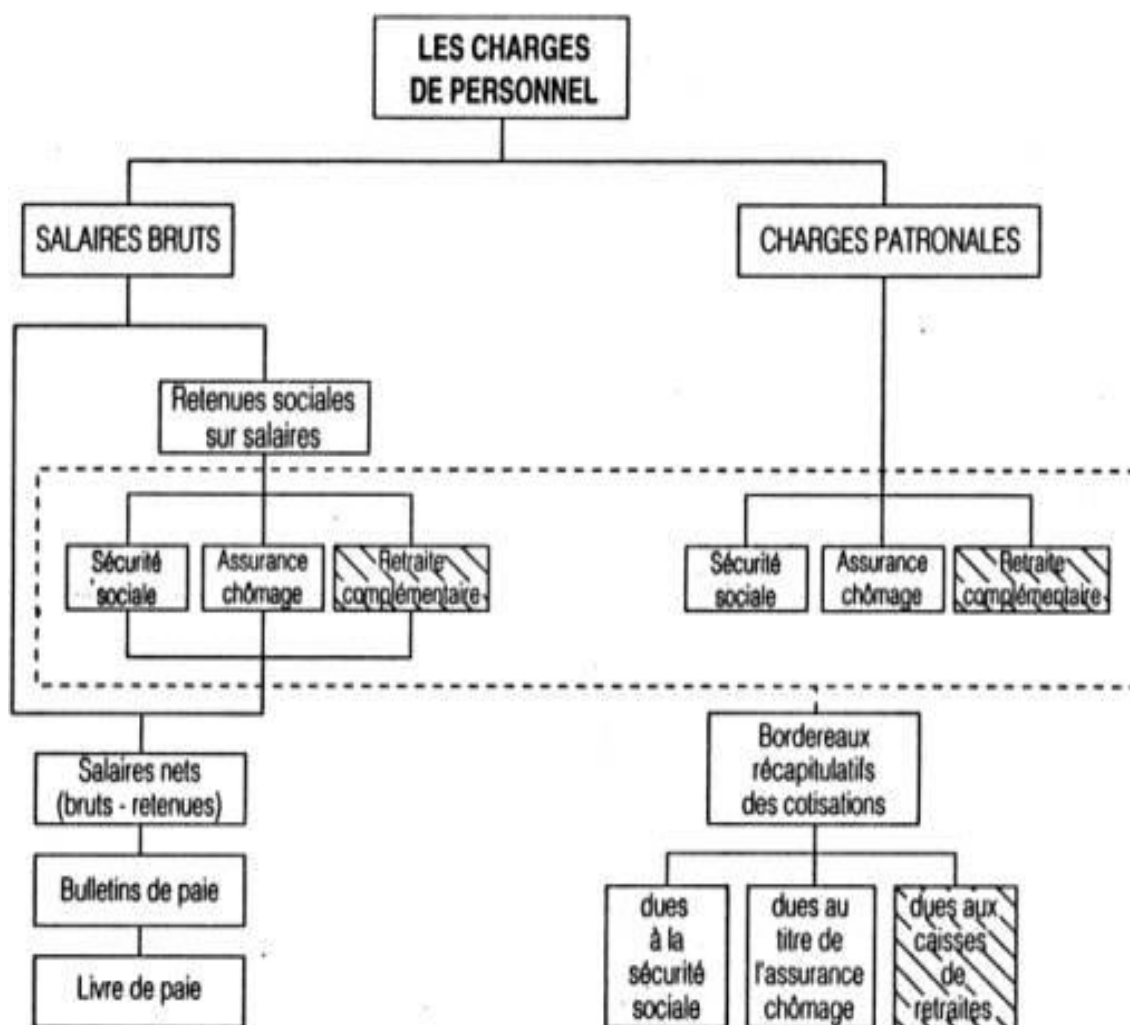 LES CHARGES
DE PERSONNEL
SALAIRES BRUTS
CHARGES PATRONALES
Retenues sociales
sur salaires
Sécurité
sociale
Assurance
chômage
Retraite
complémentaire
Sécurité
sociale
Assurance
chômage
Retraite
complémentaire
Salaires nets
(bruts - retenues)
Bulletins de paie
Livre de paie
Bordereaux
récapitulatifs
des cotisations
dues
à la
sécurité
sociale
dues au
titre de
l'assurance
chômage
dues aux
caisses
de
retraites